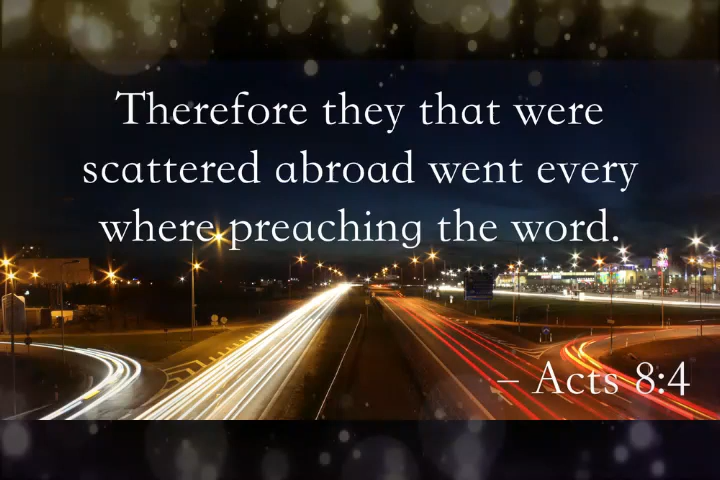 Therefore they that were
scattered abroad went every
where preaching the word.
– Acts 8:4